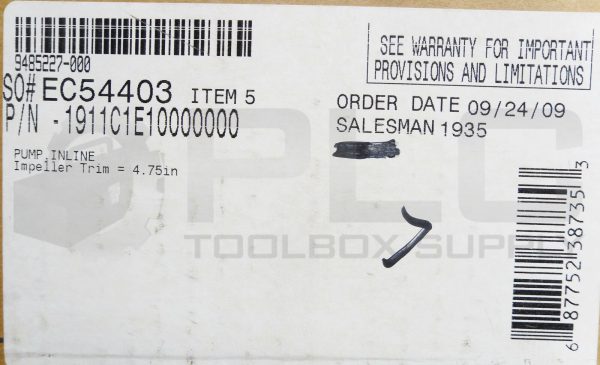 9485227-000
SO# EC54403 ITEM 5
P/N -1911C1E10000000
PUMP,INLINE
Impeller Trim = 4.75in
SEE WARRANTY FOR IMPORTANT
PROVISIONS AND LIMITATIONS
ORDER DATE 09/24/09
SALESMAN 1935
PLC
TOOLBOX SUPPLY
6 87752 38735 3